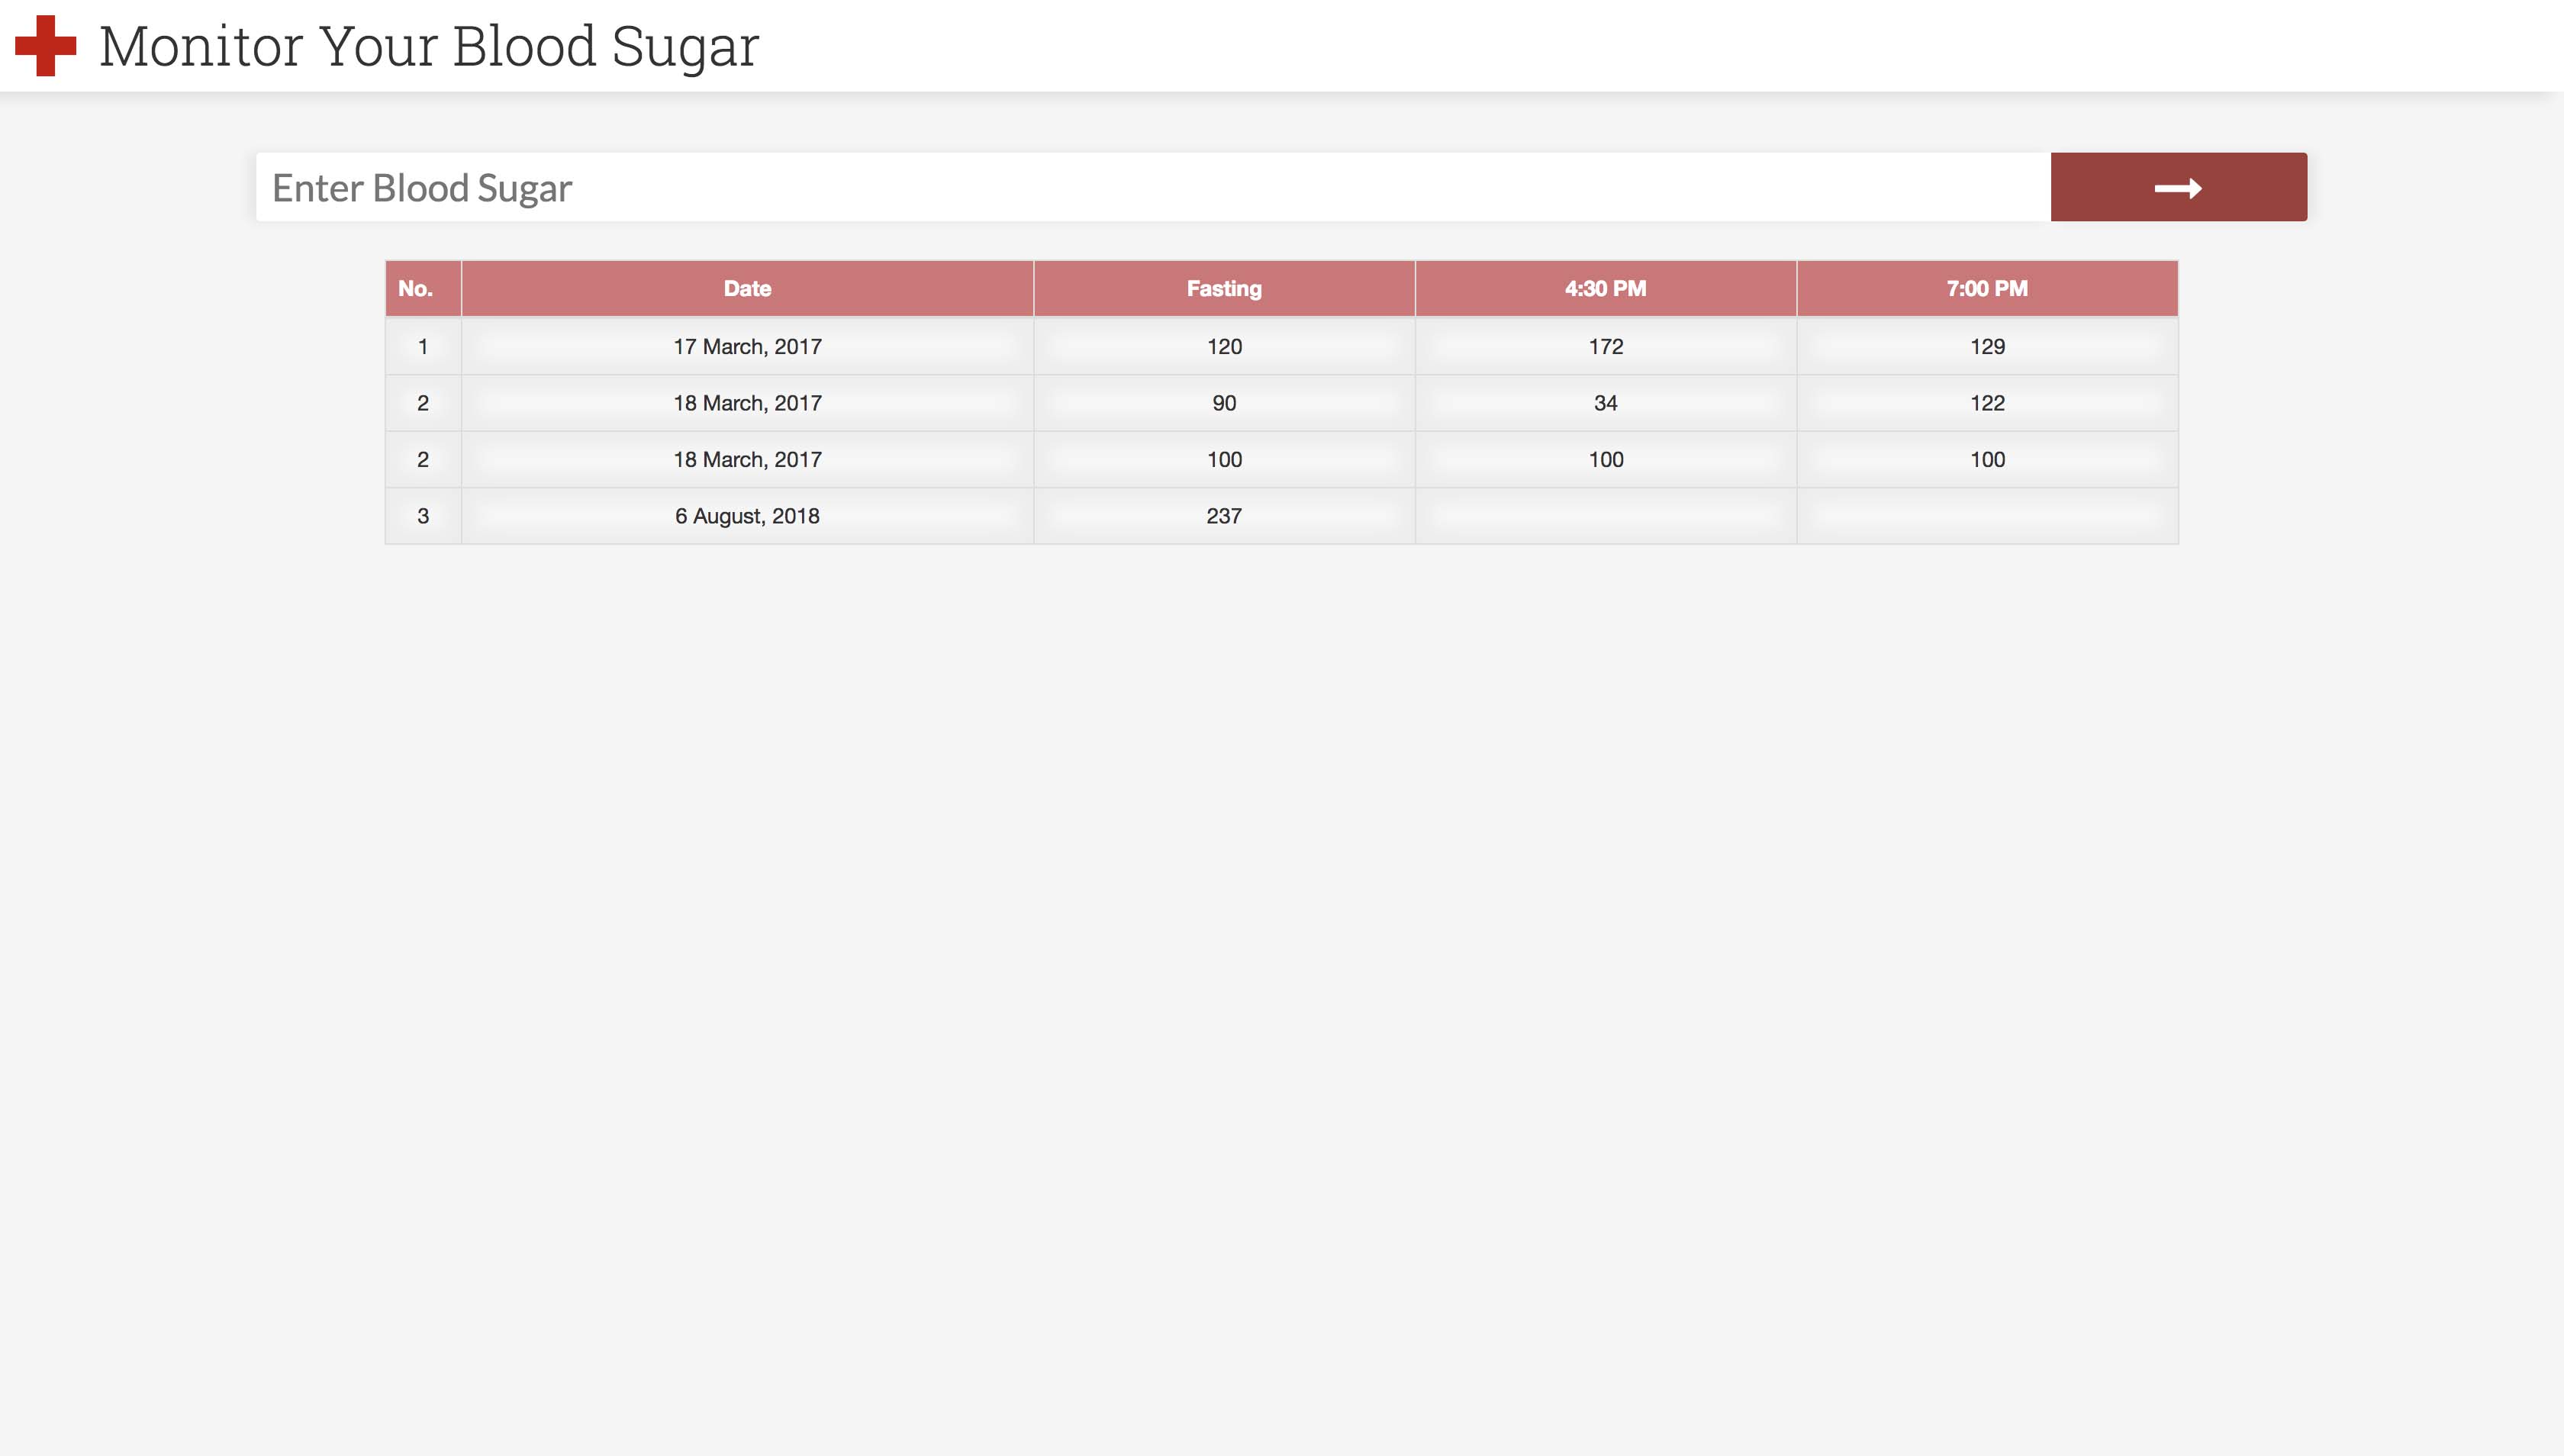 Monitor Your Blood Sugar
Enter Blood Sugar
No. Date Fasting 4:30 PM 7:00 PM
1 17 March, 2017 120 172 129
2 18 March, 2017 90 34 122
2 18 March, 2017 100 100 100
3 6 August, 2018 237